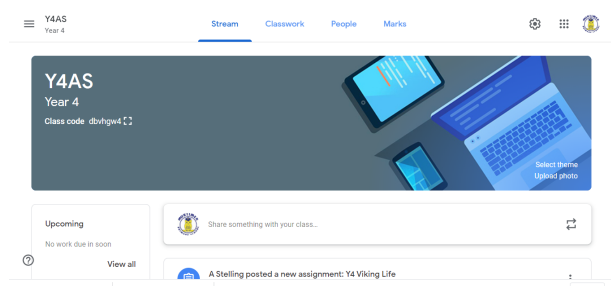 Y4AS
Year 4
Stream Classwork People Marks
Y4AS
Year 4
Class code dbvhgw4
Select theme
Upload photo
Upcoming
No work due in soon
View all
Share something with your class...
A Stelling posted a new assignment: Y4 Viking Life